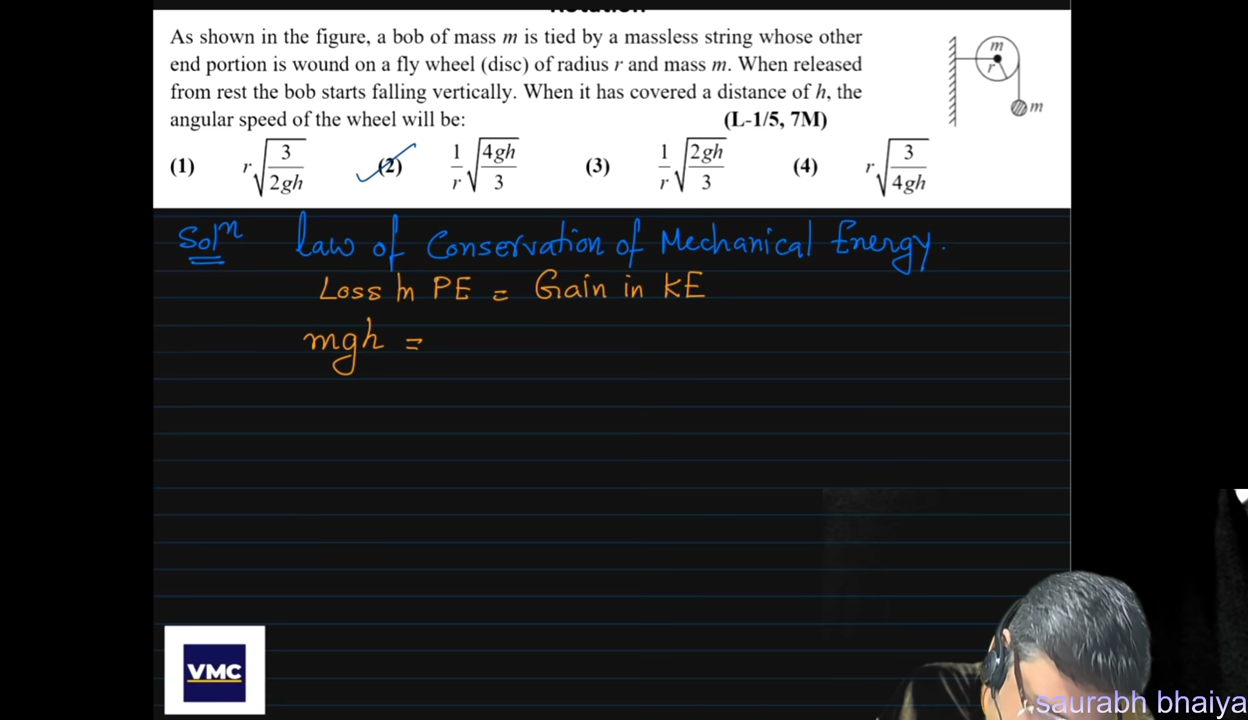 As shown in the figure, a bob of mass m is tied by a massless string whose other
end portion is wound on a fly wheel (disc) of radius r and mass m. When released
from rest the bob starts falling vertically. When it has covered a distance of h, the
angular speed of the wheel will be: (L-1/5, 7M)
(1) r√(3/2gh) (2) 1/r √(4gh/3) (3) 1/r √(2gh/3) (4) r√(3/4gh)
m
r
m
Solⁿ Law of Conservation of Mechanical Energy.
Loss In PE = Gain in KE
mgh =
VMC
saurabh bhaiya